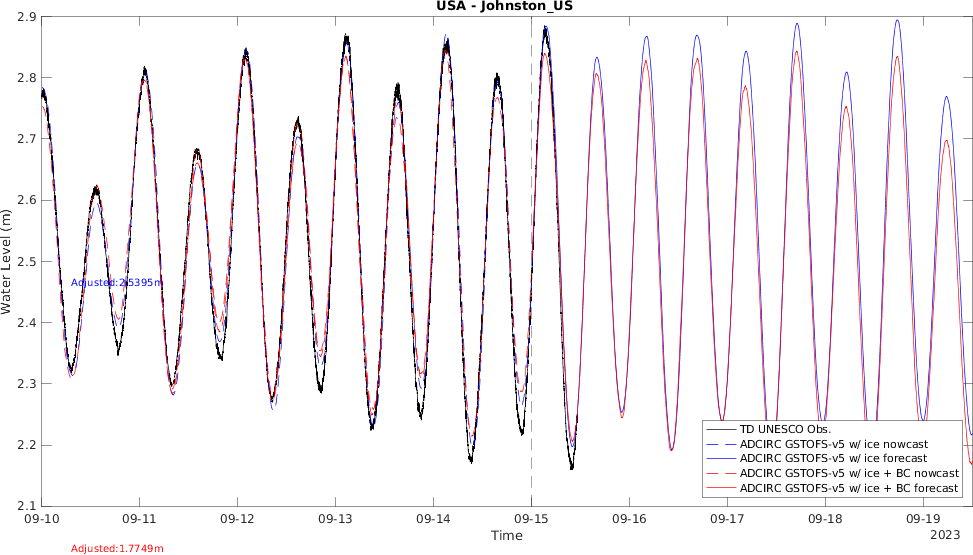 USA - Johnston_US
2.9
2.8
2.7
2.6
2.5
2.4
2.3
2.2
2.1
Water Level (m)
Adjusted:2.5395m
TD UNESCO Obs.
ADCIRC GSTOFS-v5 w/ ice nowcast
ADCIRC GSTOFS-v5 w/ ice forecast
ADCIRC GSTOFS-v5 w/ ice + BC nowcast
ADCIRC GSTOFS-v5 w/ ice + BC forecast
09-10 09-11 09-12 09-13 09-14 09-15 09-16 09-17 09-18 09-19
Time
2023
Adjusted:1.7749m